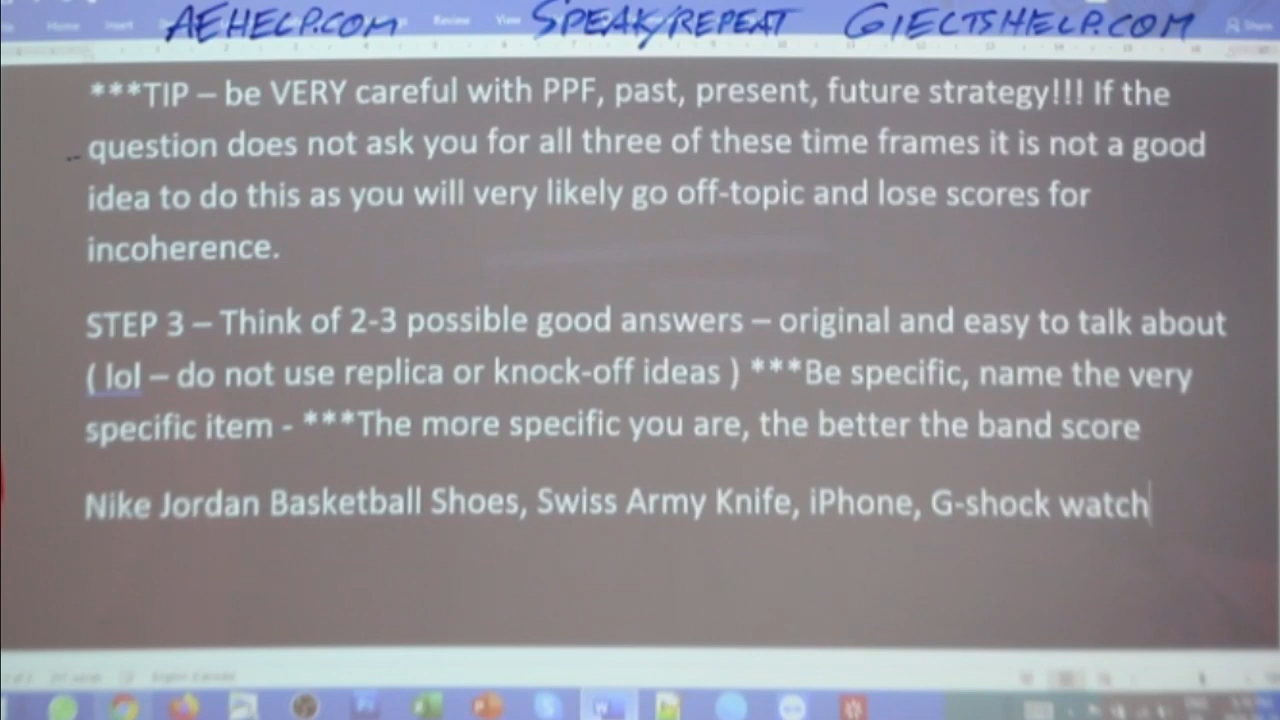 AEHELP.COM SPEAK/REPEAT GIELTSHELP.COM
Home Insert Review View Share
***TIP – be VERY careful with PPF, past, present, future strategy!!! If the
question does not ask you for all three of these time frames it is not a good
idea to do this as you will very likely go off-topic and lose scores for
incoherence.
STEP 3 – Think of 2-3 possible good answers – original and easy to talk about
( lol – do not use replica or knock-off ideas ) ***Be specific, name the very
specific item - ***The more specific you are, the better the band score
Nike Jordan Basketball Shoes, Swiss Army Knife, iPhone, G-shock watch